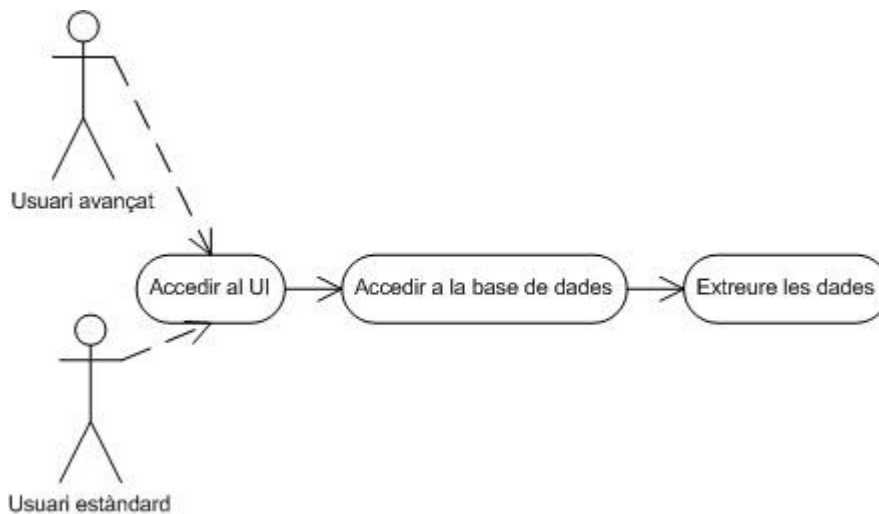 Usuari avançat
Accedir al UI
Accedir a la base de dades
Extreure les dades
Usuari estàndard